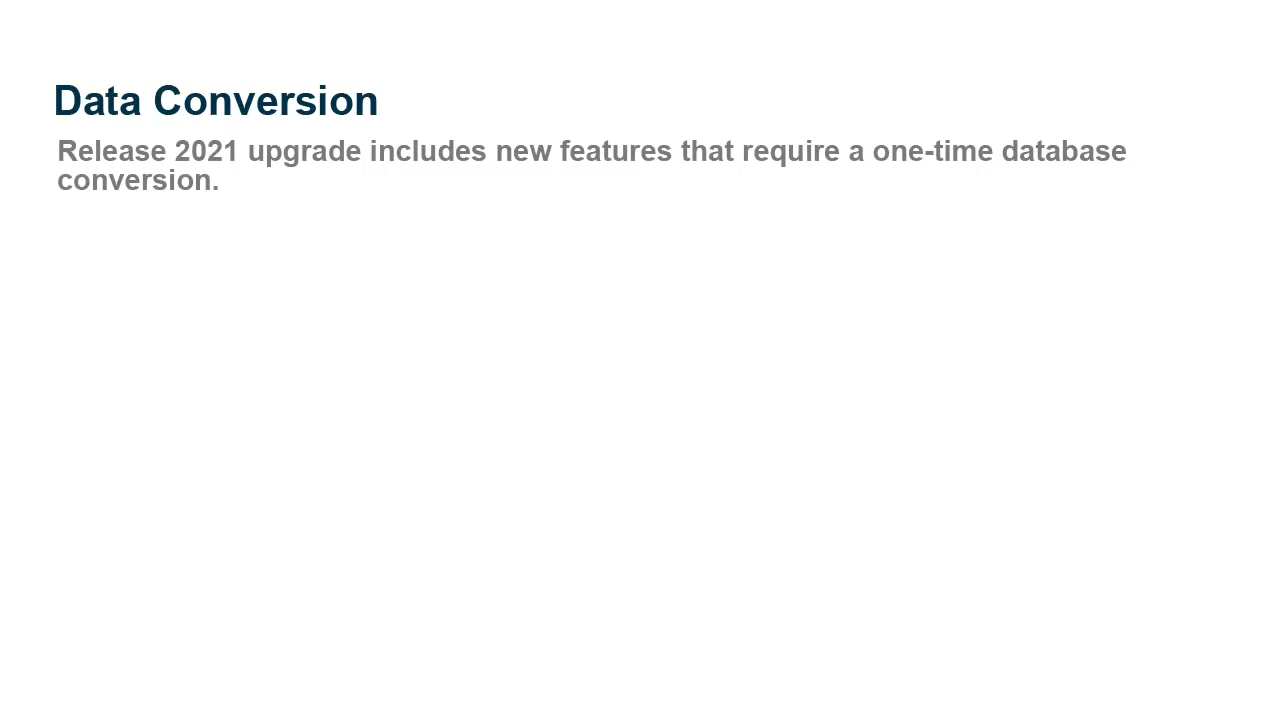 Data Conversion
Release 2021 upgrade includes new features that require a one-time database
conversion.